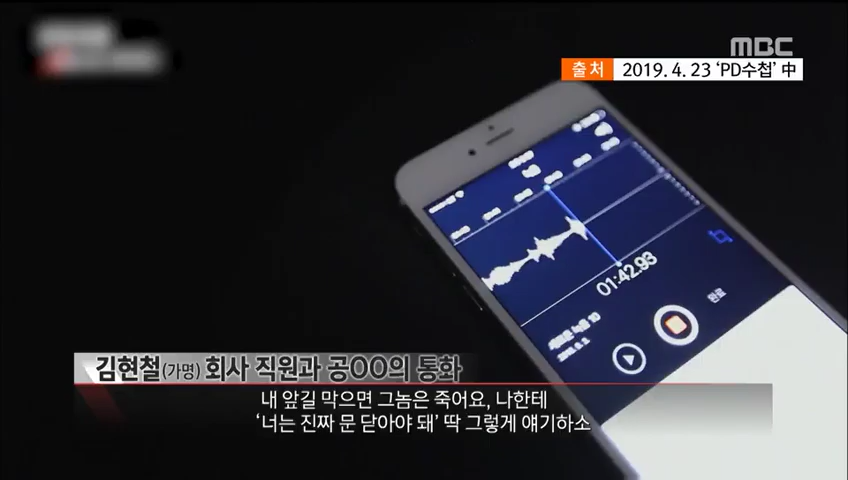 MBC
출처 2019. 4. 23 ‘PD수첩’ 中
01:42.93
완료
김현철(가명) 회사 직원과 공OO의 통화
내 앞길 막으면 그놈은 죽어요, 나한테
‘너는 진짜 문 닫아야 돼’ 딱 그렇게 얘기하소